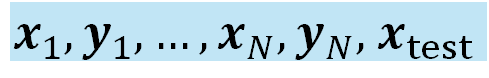 x₁, y₁, … , x_N, y_N, x_test